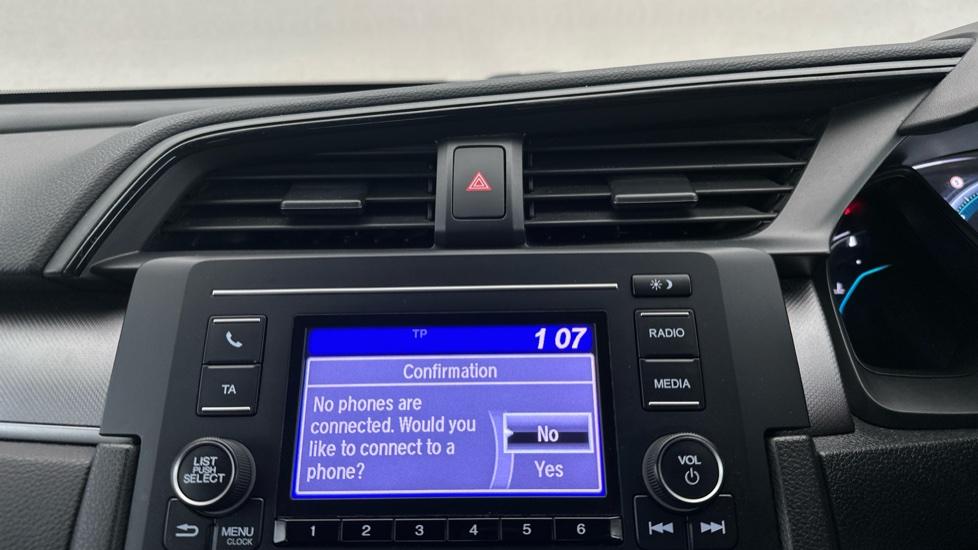 TP
1 07
Confirmation
No phones are
connected. Would you
like to connect to a
phone?
No
Yes
TA
RADIO
MEDIA
LIST
PUSH
SELECT
VOL
MENU
CLOCK
1 2 3 4 5 6